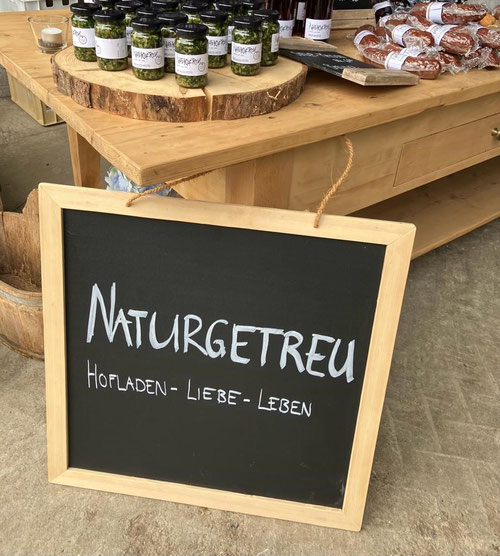 NATURGETREU
HOFLADEN - LIEBE - LEBEN